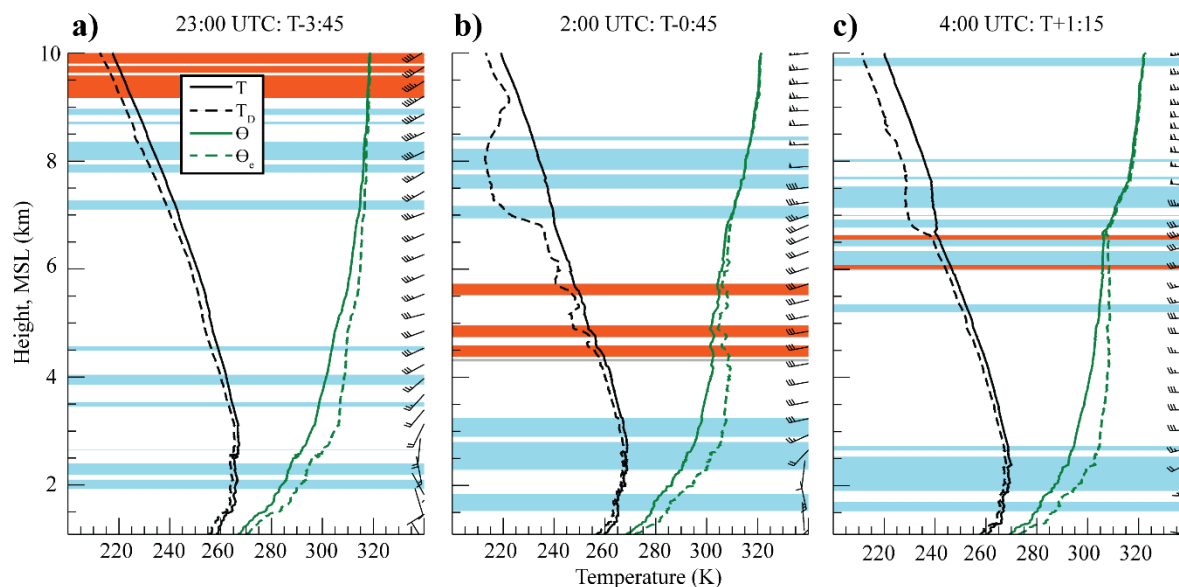 a) 23:00 UTC: T-3:45
b) 2:00 UTC: T-0:45
c) 4:00 UTC: T+1:15
Height, MSL (km)
10
8
6
4
2
T
T_D
Θ
Θ_e
220 240 260 280 300 320
220 240 260 280 300 320
220 240 260 280 300 320
Temperature (K)